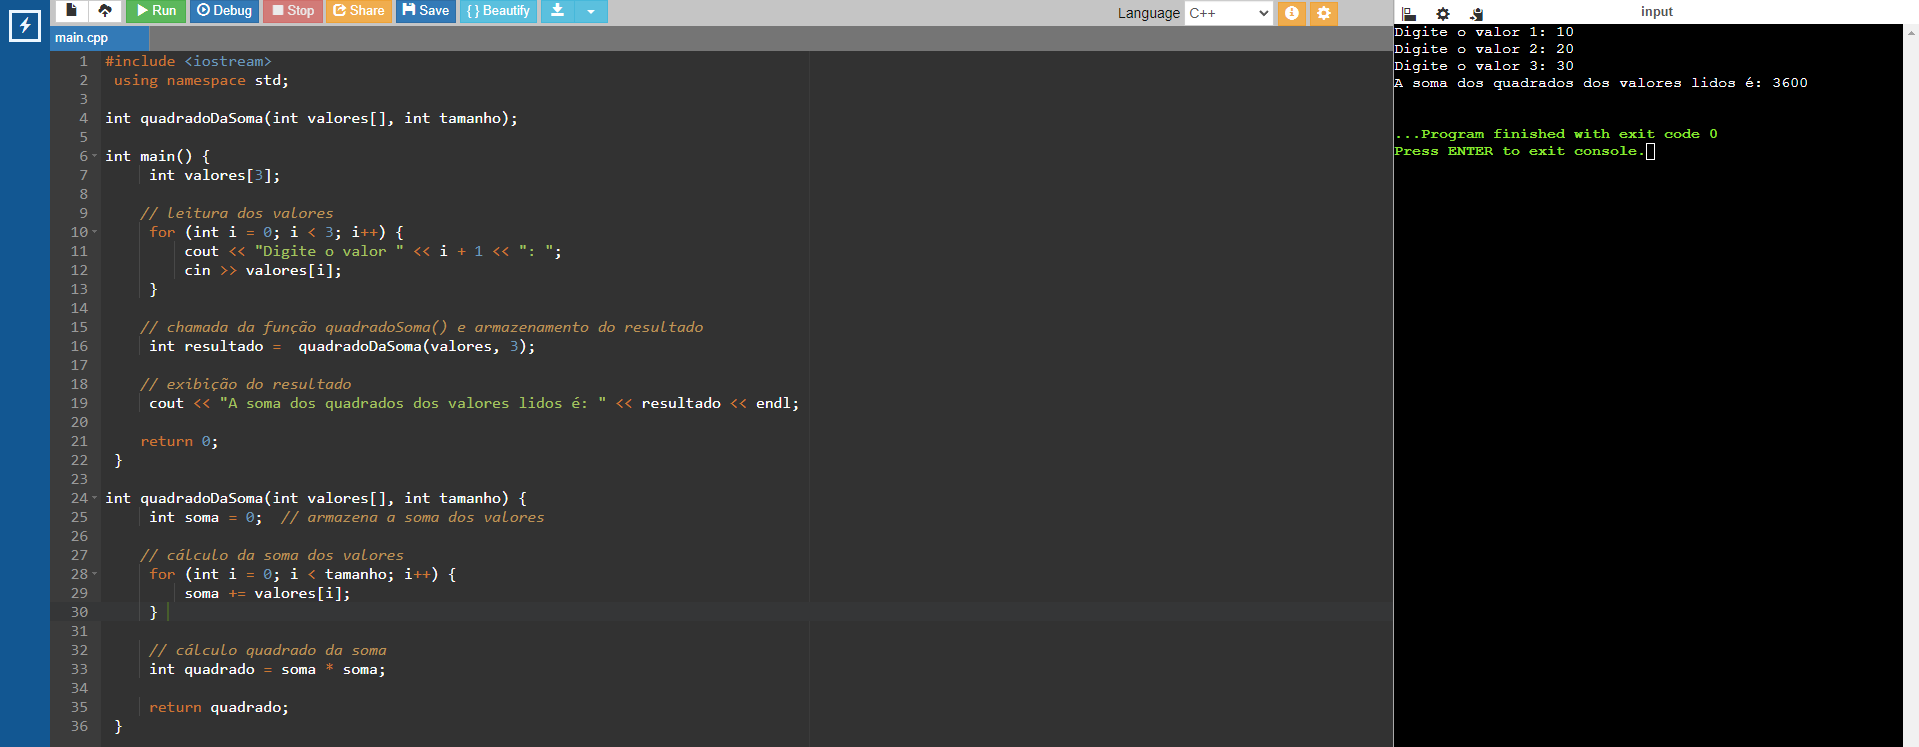 Run Debug Stop Share Save { } Beautify
Language C++
main.cpp
1 #include <iostream>
2 using namespace std;
3
4 int quadradoDaSoma(int valores[], int tamanho);
5
6 int main() {
7 int valores[3];
8
9 // leitura dos valores
10 for (int i = 0; i < 3; i++) {
11 cout << "Digite o valor " << i + 1 << ": ";
12 cin >> valores[i];
13 }
14
15 // chamada da função quadradoSoma() e armazenamento do resultado
16 int resultado =  quadradoDaSoma(valores, 3);
17
18 // exibição do resultado
19 cout << "A soma dos quadrados dos valores lidos é: " << resultado << endl;
20
21 return 0;
22 }
23
24 int quadradoDaSoma(int valores[], int tamanho) {
25 int soma = 0;  // armazena a soma dos valores
26
27 // cálculo da soma dos valores
28 for (int i = 0; i < tamanho; i++) {
29 soma += valores[i];
30 }
31
32 // cálculo quadrado da soma
33 int quadrado = soma * soma;
34
35 return quadrado;
36 }
input
Digite o valor 1: 10
Digite o valor 2: 20
Digite o valor 3: 30
A soma dos quadrados dos valores lidos é: 3600
...Program finished with exit code 0
Press ENTER to exit console.